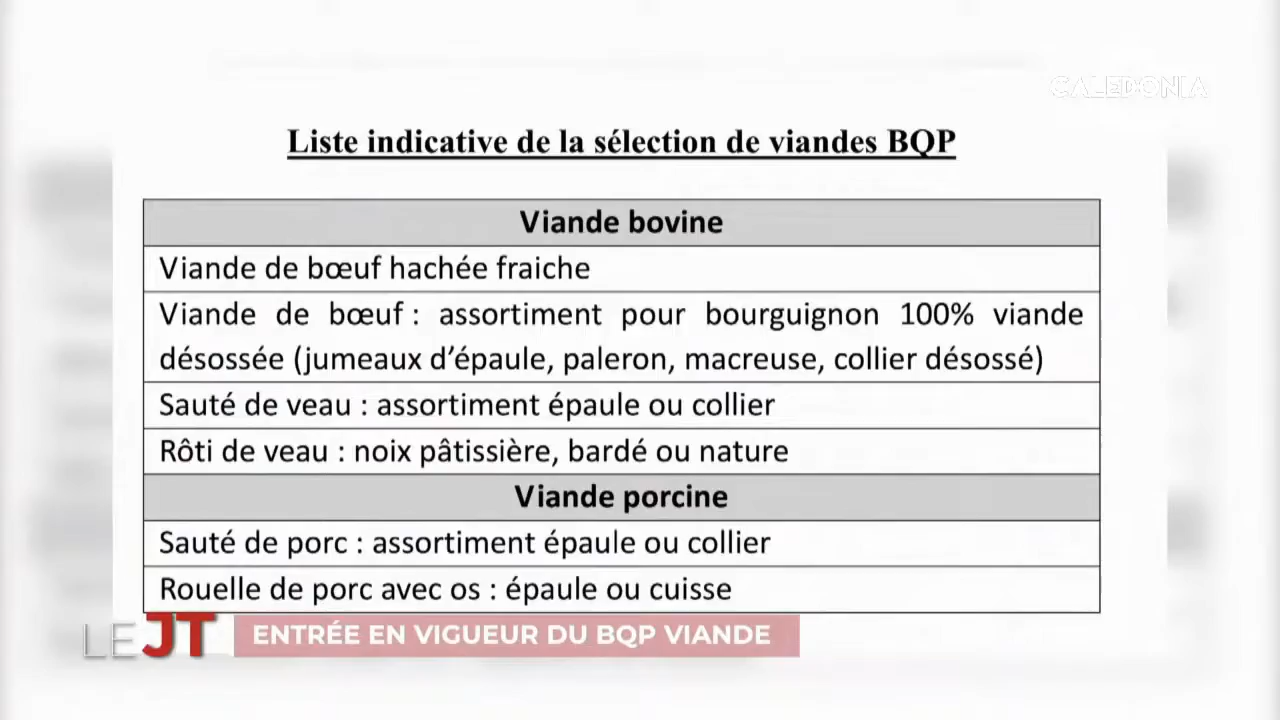 CALEDONIA
Liste indicative de la sélection de viandes BQP
Viande bovine
Viande de bœuf hachée fraiche
Viande de bœuf : assortiment pour bourguignon 100% viande
désossée (jumeaux d’épaule, paleron, macreuse, collier désossé)
Sauté de veau : assortiment épaule ou collier
Rôti de veau : noix pâtissière, bardé ou nature
Viande porcine
Sauté de porc : assortiment épaule ou collier
Rouelle de porc avec os : épaule ou cuisse
LE JT ENTRÉE EN VIGUEUR DU BQP VIANDE